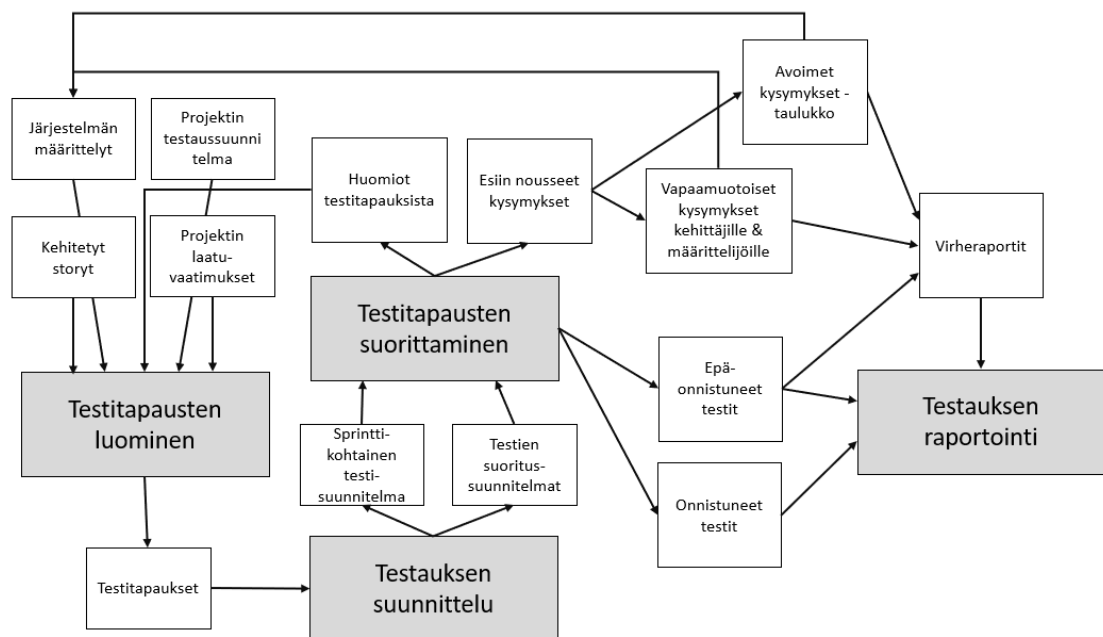 Avoimet
kysymykset -
taulukko
Järjestelmän
määrittelyt
Projektin
testaussuunni
telma
Huomiot
testitapauksista
Esiin nousseet
kysymykset
Vapaamuotoiset
kysymykset
kehittäjille &
määrittelijöille
Virheraportit
Kehitetyt
storyt
Projektin
laatu-
vaatimukset
Testitapausten
suorittaminen
Testitapausten
luominen
Epä-
onnistuneet
testit
Testauksen
raportointi
Sprintti-
kohtainen
testi-
suunnitelma
Testien
suoritus-
suunnitelmat
Onnistuneet
testit
Testitapaukset
Testauksen
suunnittelu